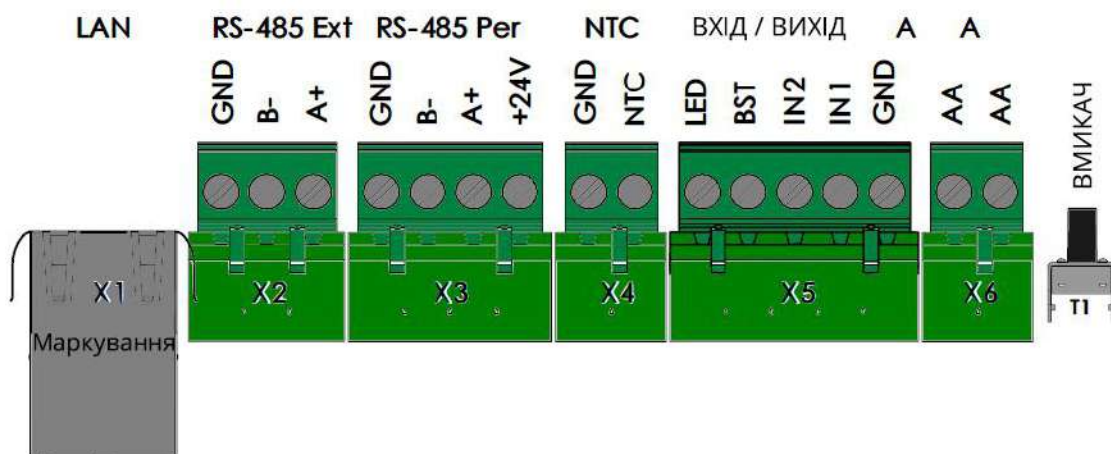 LAN RS-485 Ext RS-485 Per NTC ВХІД / ВИХІД A A
GND B- A+ GND B- A+ +24V GND NTC LED BST IN2 IN1 GND AA AA ВМИКАЧ
X1 X2 X3 X4 X5 X6 T1
Маркування